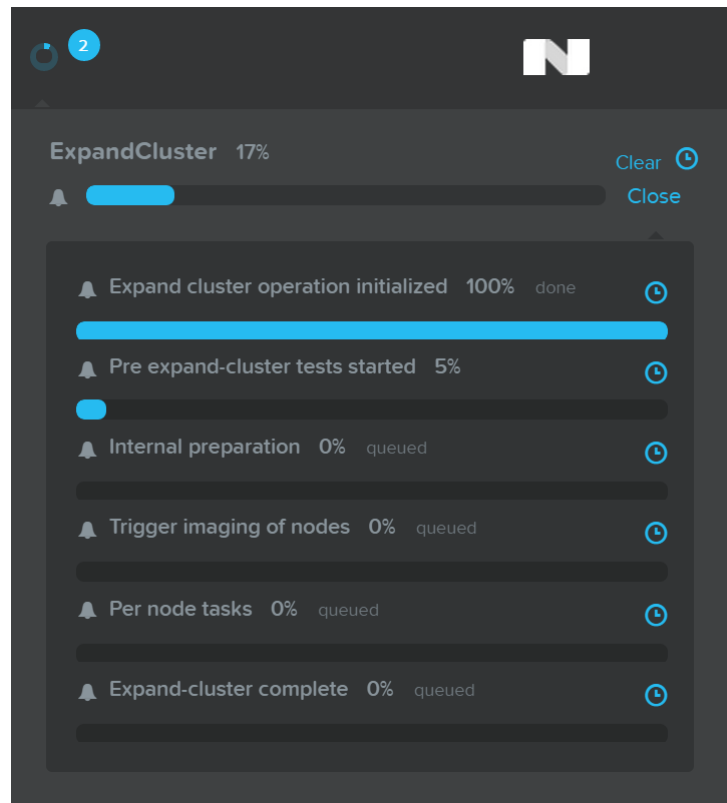 2
N
ExpandCluster 17%
Clear
Close
Expand cluster operation initialized 100% done
Pre expand-cluster tests started 5%
Internal preparation 0% queued
Trigger imaging of nodes 0% queued
Per node tasks 0% queued
Expand-cluster complete 0% queued